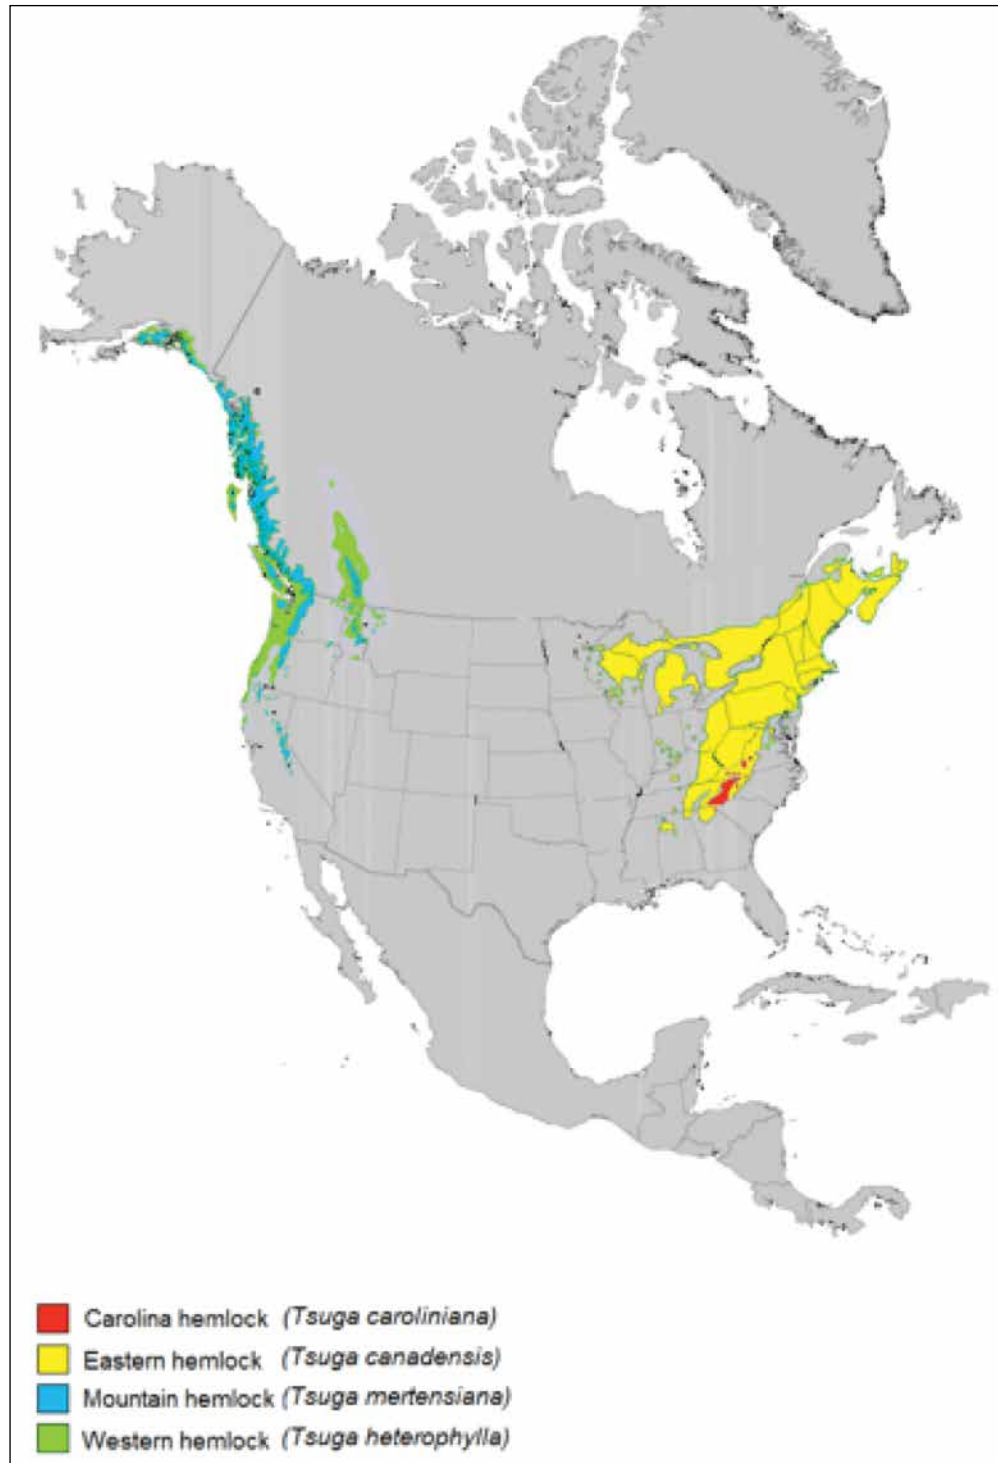 Carolina hemlock (Tsuga caroliniana)
Eastern hemlock (Tsuga canadensis)
Mountain hemlock (Tsuga mertensiana)
Western hemlock (Tsuga heterophylla)